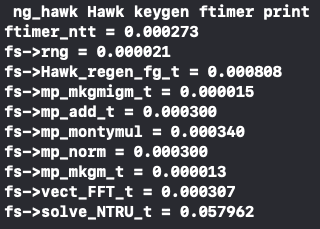 ng_hawk Hawk keygen ftimer print
ftimer_ntt = 0.000273
fs->rng = 0.000021
fs->Hawk_regen_fg_t = 0.000808
fs->mp_mkgmigm_t = 0.000015
fs->mp_add_t = 0.000300
fs->mp_montymul = 0.000340
fs->mp_norm = 0.000300
fs->mp_mkgm_t = 0.000013
fs->vect_FFT_t = 0.000307
fs->solve_NTRU_t = 0.057962